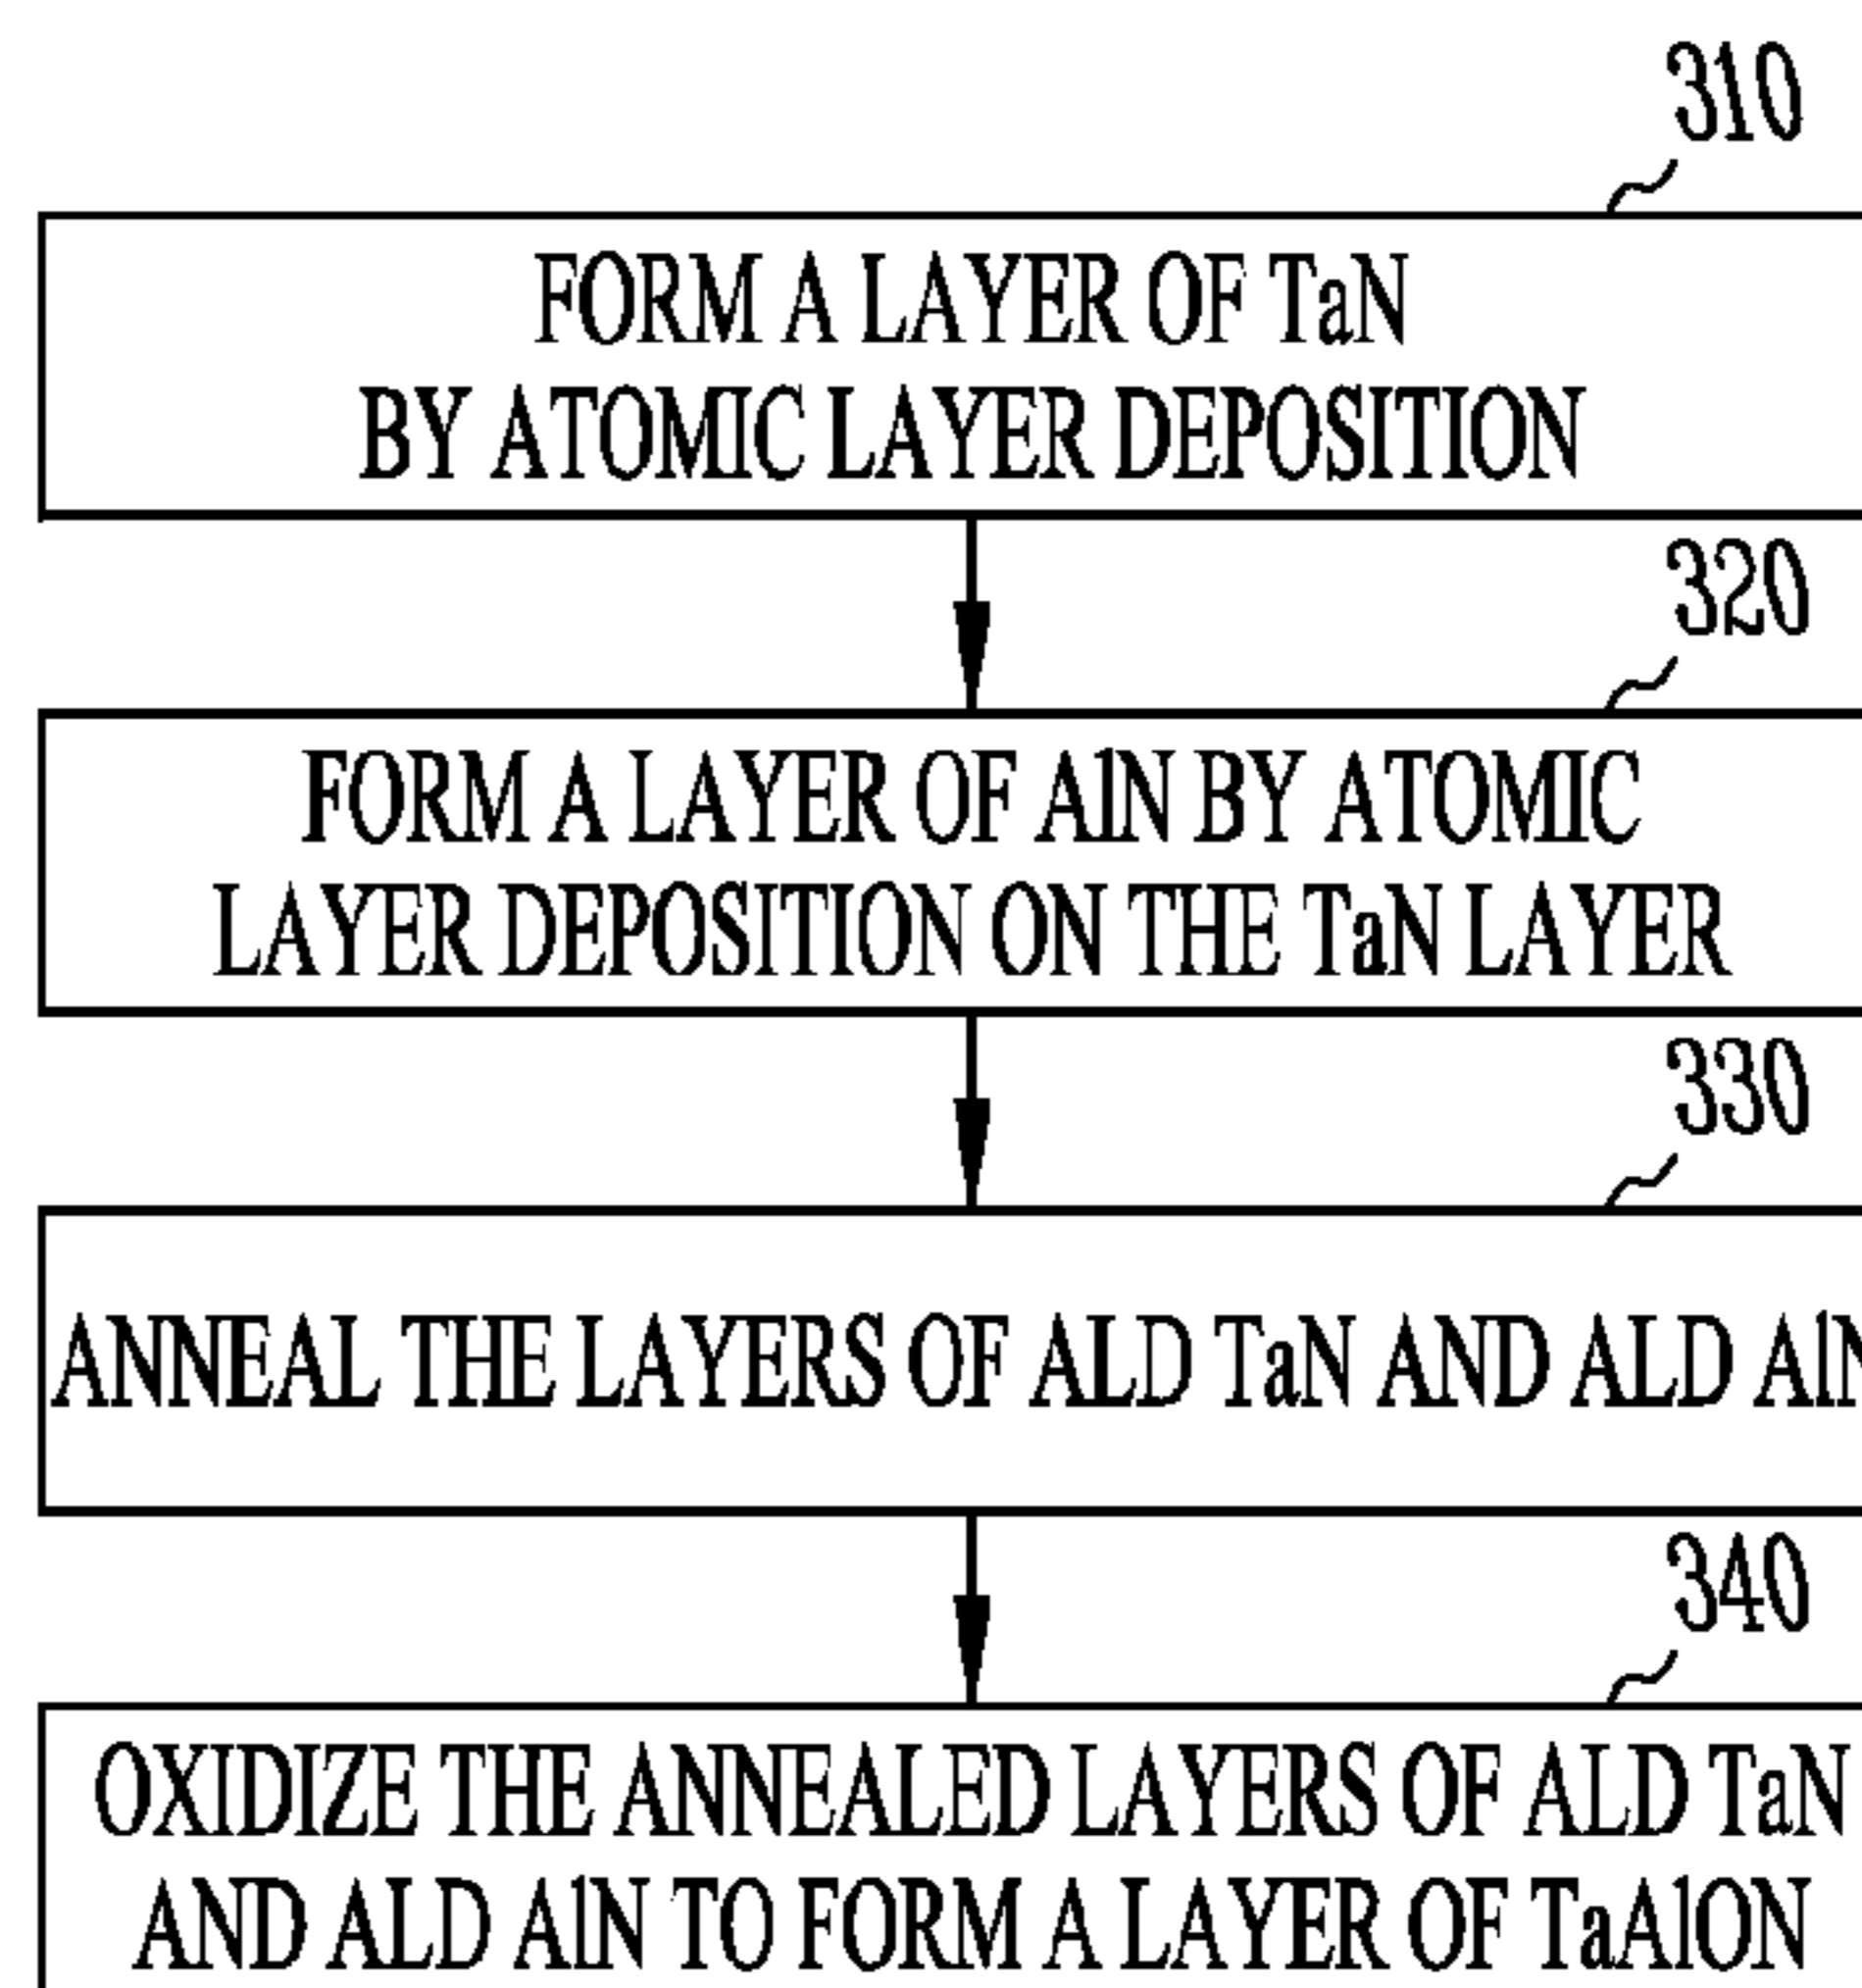 310
FORM A LAYER OF TaN
BY ATOMIC LAYER DEPOSITION
320
FORM A LAYER OF AlN BY ATOMIC
LAYER DEPOSITION ON THE TaN LAYER
330
ANNEAL THE LAYERS OF ALD TaN AND ALD AlN
340
OXIDIZE THE ANNEALED LAYERS OF ALD TaN
AND ALD AlN TO FORM A LAYER OF TaAlON